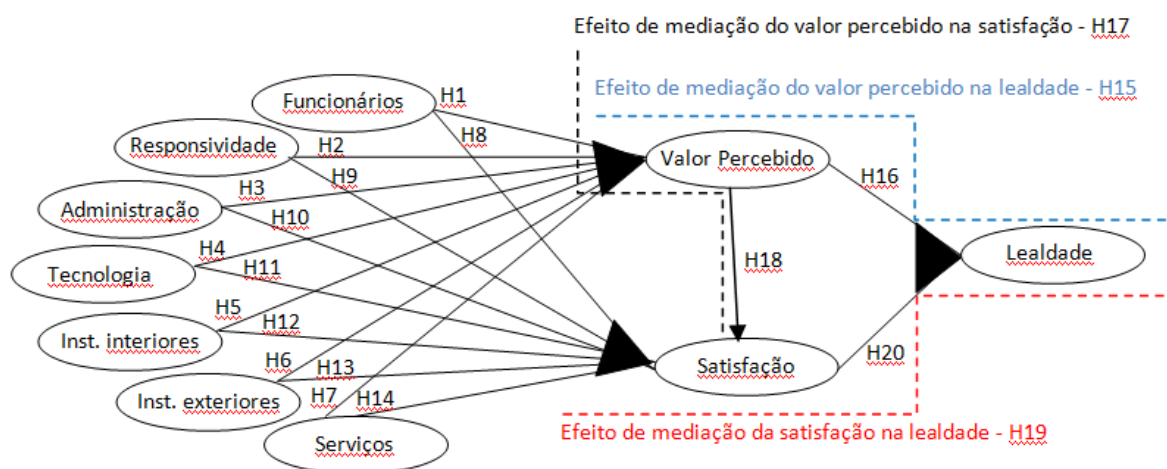 Efeito de mediação do valor percebido na satisfação - H17
Efeito de mediação do valor percebido na lealdade - H15
Funcionários
H1
H8
Responsividade
H2
H9
Valor Percebido
H16
Administração
H3
H10
Tecnologia
H4
H11
H18
Lealdade
Inst. interiores
H5
H12
Inst. exteriores
H6
H13
Satisfação
H20
Serviços
H7
H14
Efeito de mediação da satisfação na lealdade - H19